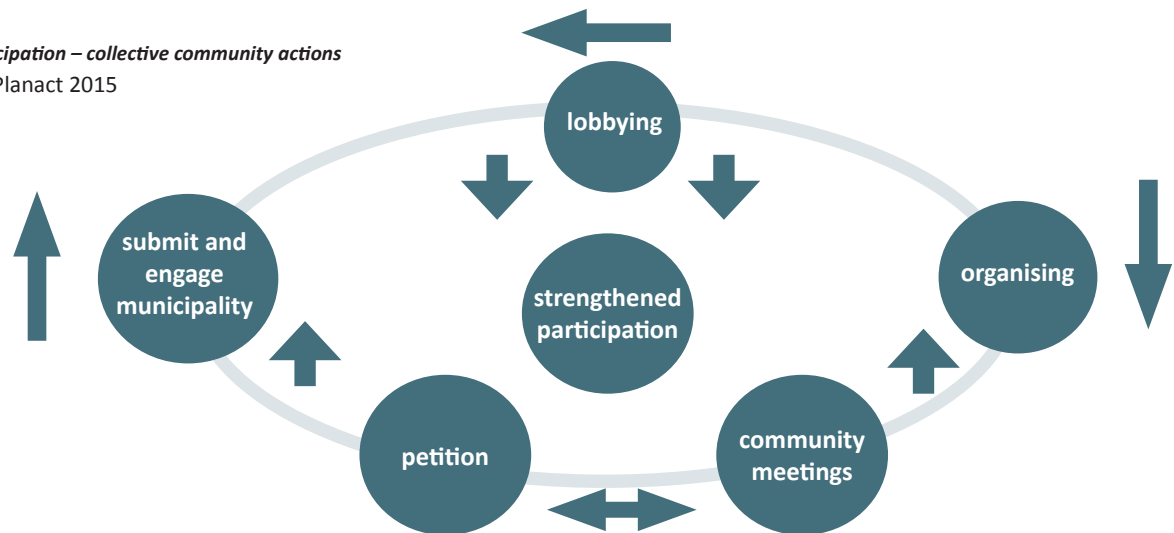 cipation – collective community actions
Planact 2015
lobbying
submit and
engage
municipality
organising
strengthened
participation
petition
community
meetings